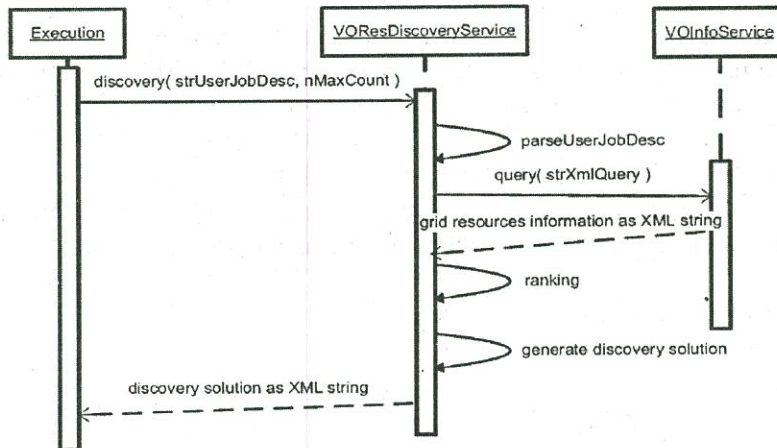 Execution
VOResDiscoveryService
VOInfoService
discovery( strUserJobDesc, nMaxCount )
parseUserJobDesc
query( strXmlQuery )
grid resources information as XML string
ranking
generate discovery solution
discovery solution as XML string